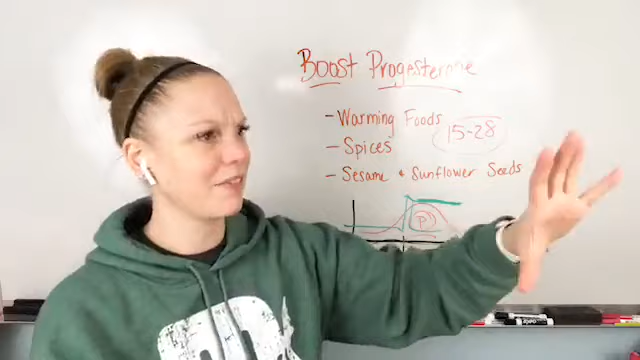 Boost Progesterone
- Warming Foods
15-28
- Spices
- Sesame & Sunflower Seeds